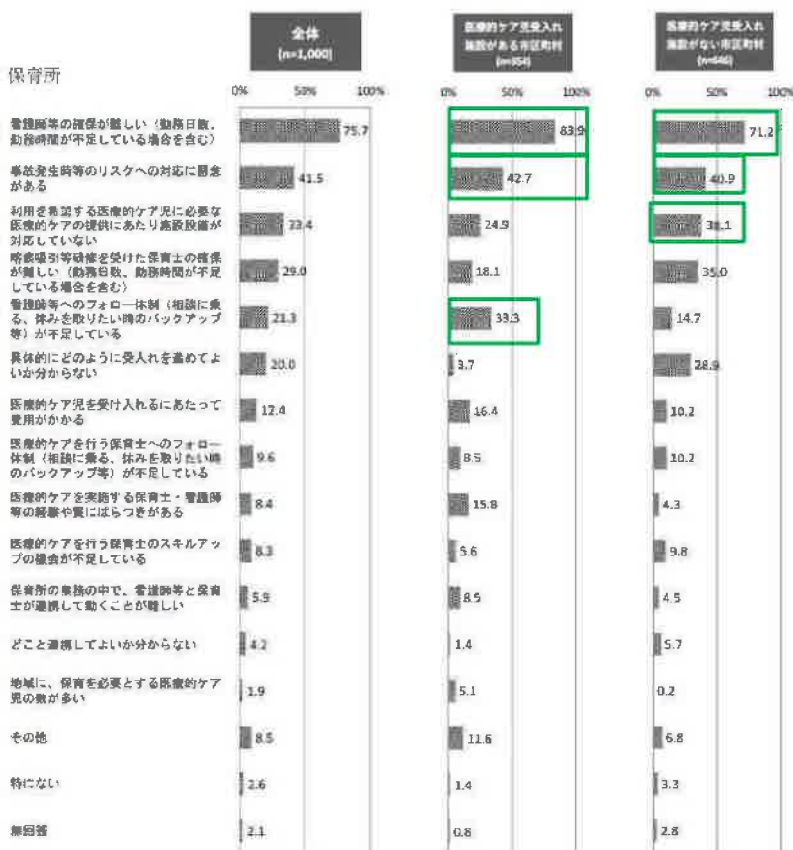 全体
(n=1,000)
医療的ケア児受入れ
施設がある市区町村
(n=354)
医療的ケア児受入れ
施設がない市区町村
(n=646)
保育所
0% 50% 100%
0% 50% 100%
0% 50% 100%
看護師等の確保が難しい（勤務日数、
勤務時間が不足している場合を含む）
75.7
83.9
71.2
事故発生時等のリスクへの対応に懸念
がある
41.5
42.7
40.9
利用を希望する医療的ケア児に必要な
医療的ケアの提供にあたり施設設備が
対応していない
33.4
24.9
38.1
喀痰吸引等研修を受けた保育士の確保
が難しい（勤務日数、勤務時間が不足
している場合を含む）
29.0
18.1
35.0
看護師等へのフォロー体制（相談に乗
る、休みを取りたい時のバックアップ
等）が不足している
21.3
33.3
14.7
具体的にどのように受入れを進めてよ
いか分からない
20.0
3.7
28.9
医療的ケア児を受け入れるにあたって
費用がかかる
12.4
16.4
10.2
医療的ケアを行う保育士へのフォロー
体制（相談に乗る、休みを取りたい時
のバックアップ等）が不足している
9.6
8.5
10.2
医療的ケアを実施する保育士・看護師
等の経験や質にばらつきがある
8.4
15.8
4.3
医療的ケアを行う保育士のスキルアッ
プの機会が不足している
8.3
5.6
9.8
保育所の業務の中で、看護師等と保育
士が連携して動くことが難しい
5.9
8.5
4.5
どこと連携してよいか分からない
4.2
1.4
5.7
地域に、保育を必要とする医療的ケア
児の数が多い
1.9
5.1
0.2
その他
8.5
11.6
6.8
特にない
2.6
1.4
3.3
無回答
2.1
0.8
2.8